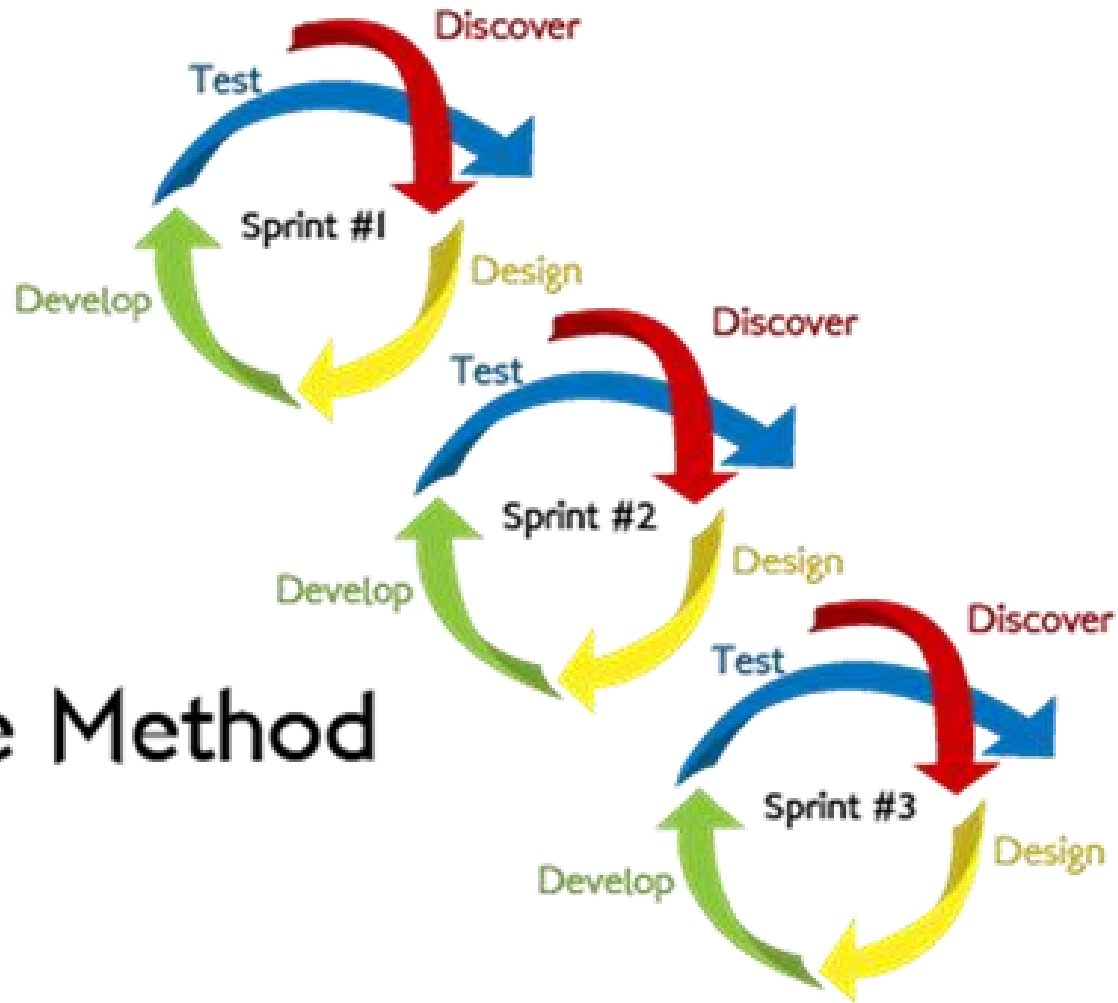 Discover
Test
Sprint #1
Design
Develop
Discover
Test
Sprint #2
Design
Develop
Discover
Test
e Method
Sprint #3
Design
Develop